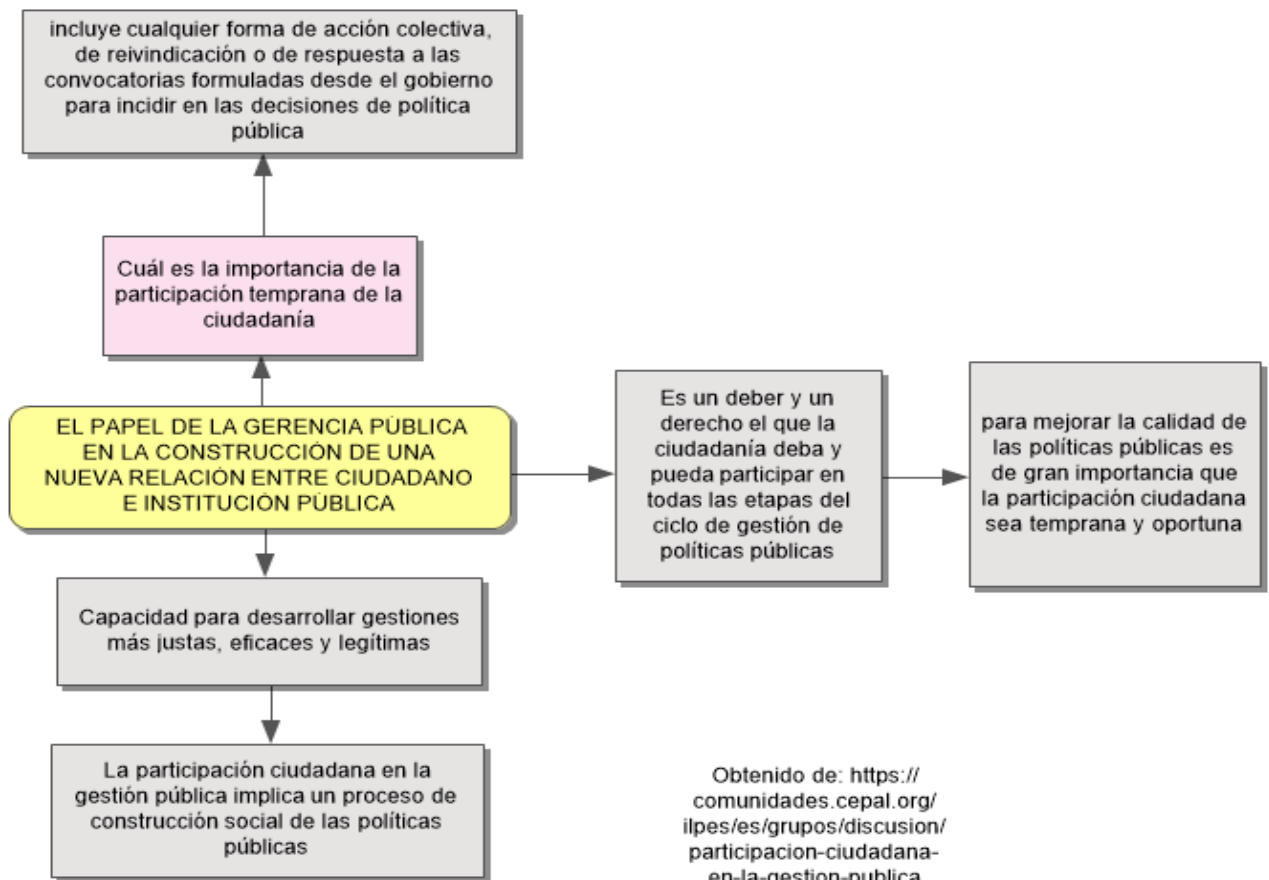 incluye cualquier forma de acción colectiva,
de reivindicación o de respuesta a las
convocatorias formuladas desde el gobierno
para incidir en las decisiones de política
pública
Cuál es la importancia de la
participación temprana de la
ciudadanía
EL PAPEL DE LA GERENCIA PÚBLICA
EN LA CONSTRUCCIÓN DE UNA
NUEVA RELACIÓN ENTRE CIUDADANO
E INSTITUCIÓN PÚBLICA
Es un deber y un
derecho el que la
ciudadanía deba y
pueda participar en
todas las etapas del
ciclo de gestión de
políticas públicas
para mejorar la calidad de
las políticas públicas es
de gran importancia que
la participación ciudadana
sea temprana y oportuna
Capacidad para desarrollar gestiones
más justas, eficaces y legítimas
La participación ciudadana en la
gestión pública implica un proceso de
construcción social de las políticas
públicas
Obtenido de: https://
comunidades.cepal.org/
ilpes/es/grupos/discusion/
participacion-ciudadana-
en-la-gestion-publica